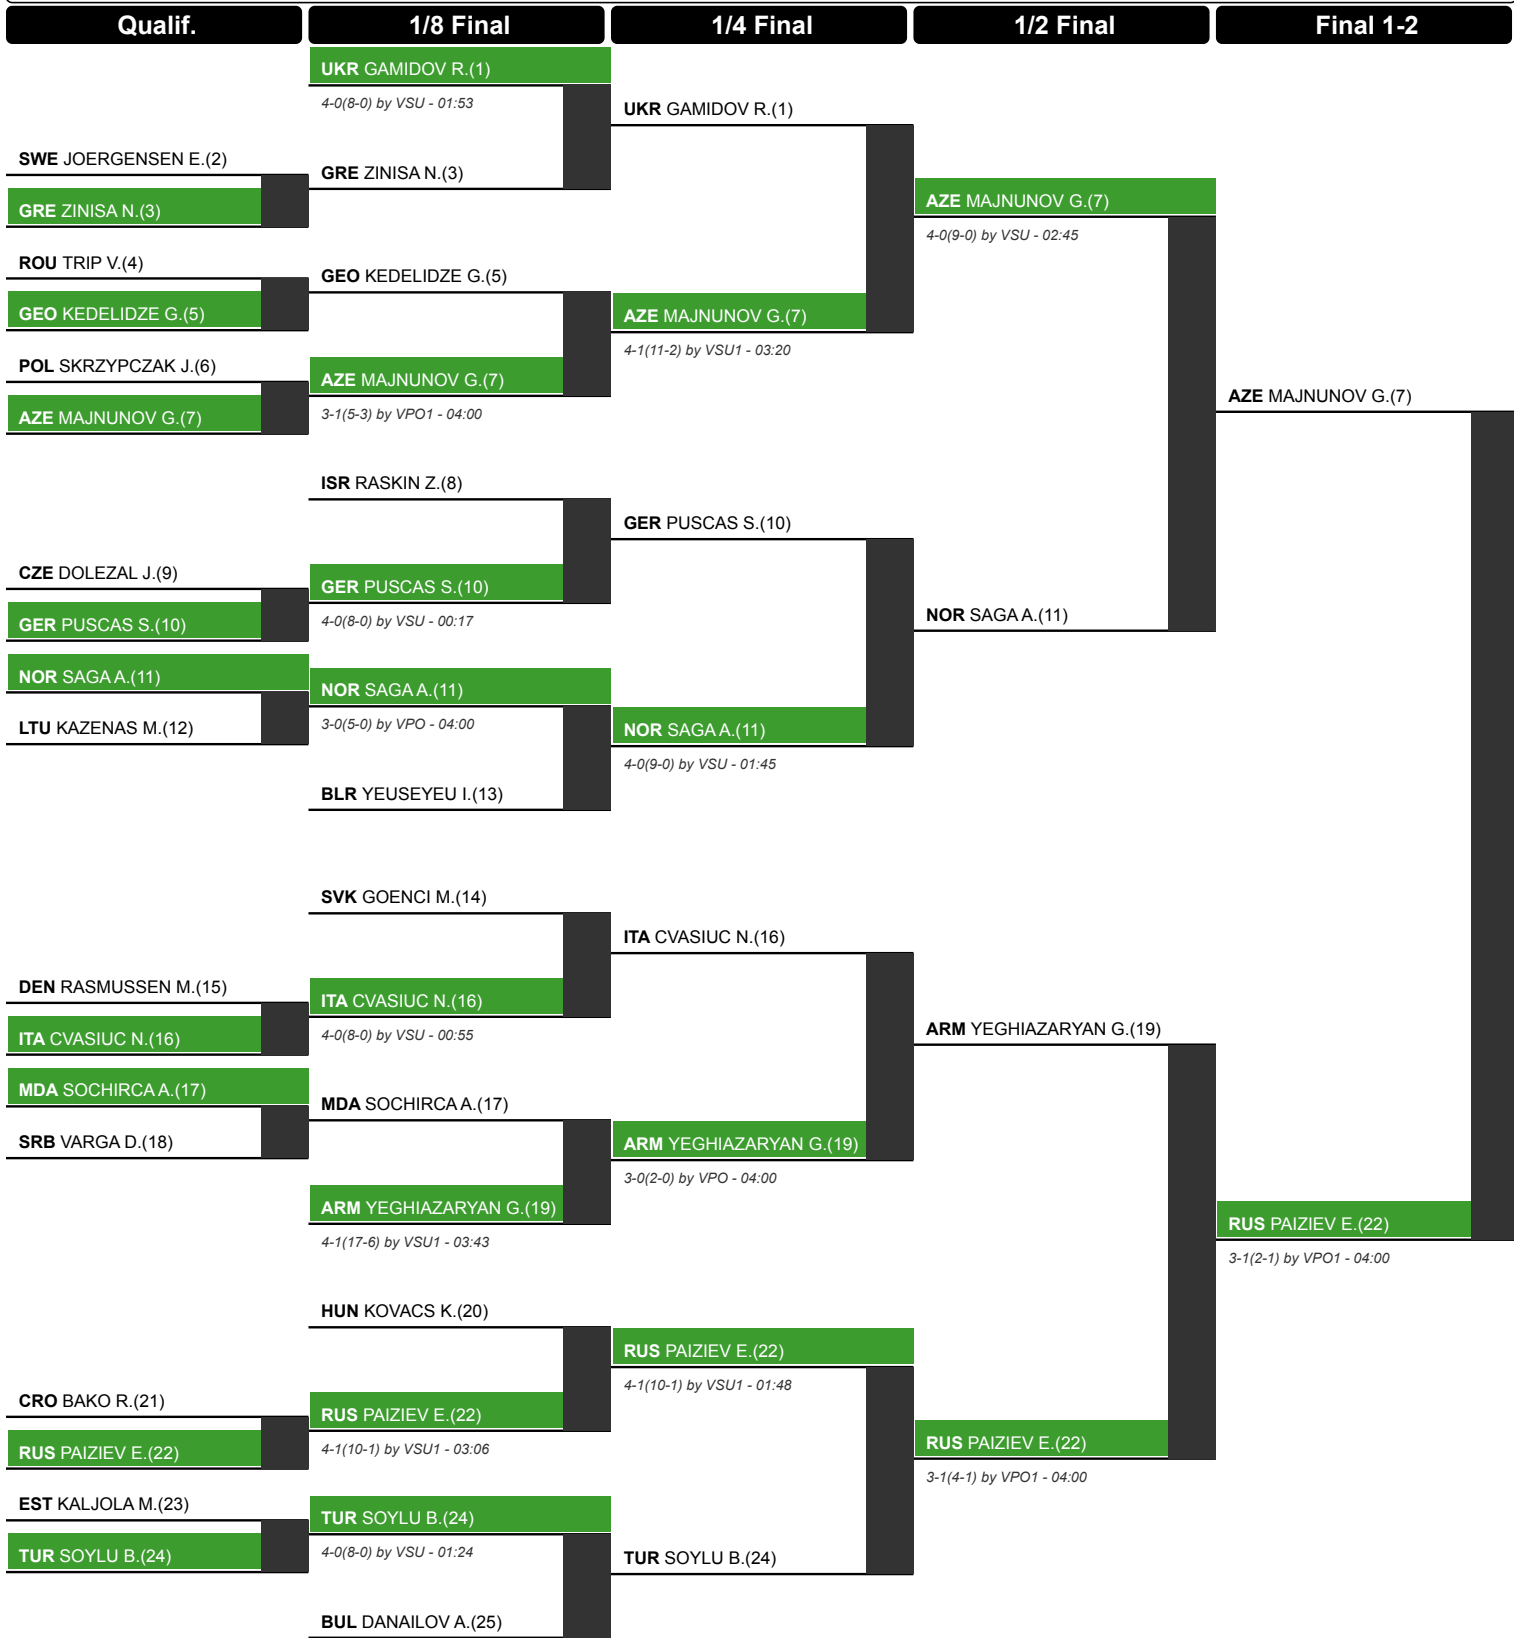 Qualif.
1/8 Final
1/4 Final
1/2 Final
Final 1-2
SWE JOERGENSEN E.(2)
GRE ZINISA N.(3)
ROU TRIP V.(4)
GEO KEDELIDZE G.(5)
POL SKRZYPCZAK J.(6)
AZE MAJNUNOV G.(7)
CZE DOLEZAL J.(9)
GER PUSCAS S.(10)
NOR SAGA A.(11)
LTU KAZENAS M.(12)
DEN RASMUSSEN M.(15)
ITA CVASIUC N.(16)
MDA SOCHIRCA A.(17)
SRB VARGA D.(18)
CRO BAKO R.(21)
RUS PAIZIEV E.(22)
EST KALJOLA M.(23)
TUR SOYLU B.(24)
UKR GAMIDOV R.(1)
4-0(8-0) by VSU - 01:53
GRE ZINISA N.(3)
GEO KEDELIDZE G.(5)
AZE MAJNUNOV G.(7)
3-1(5-3) by VPO1 - 04:00
ISR RASKIN Z.(8)
GER PUSCAS S.(10)
4-0(8-0) by VSU - 00:17
NOR SAGA A.(11)
3-0(5-0) by VPO - 04:00
BLR YEUSEYEU I.(13)
SVK GOENCI M.(14)
ITA CVASIUC N.(16)
4-0(8-0) by VSU - 00:55
MDA SOCHIRCA A.(17)
ARM YEGHIAZARYAN G.(19)
4-1(17-6) by VSU1 - 03:43
HUN KOVACS K.(20)
RUS PAIZIEV E.(22)
4-1(10-1) by VSU1 - 03:06
TUR SOYLU B.(24)
4-0(8-0) by VSU - 01:24
BUL DANAILOV A.(25)
UKR GAMIDOV R.(1)
AZE MAJNUNOV G.(7)
4-1(11-2) by VSU1 - 03:20
GER PUSCAS S.(10)
NOR SAGA A.(11)
4-0(9-0) by VSU - 01:45
ITA CVASIUC N.(16)
ARM YEGHIAZARYAN G.(19)
3-0(2-0) by VPO - 04:00
RUS PAIZIEV E.(22)
4-1(10-1) by VSU1 - 01:48
TUR SOYLU B.(24)
AZE MAJNUNOV G.(7)
4-0(9-0) by VSU - 02:45
NOR SAGA A.(11)
ARM YEGHIAZARYAN G.(19)
RUS PAIZIEV E.(22)
3-1(4-1) by VPO1 - 04:00
AZE MAJNUNOV G.(7)
RUS PAIZIEV E.(22)
3-1(2-1) by VPO1 - 04:00